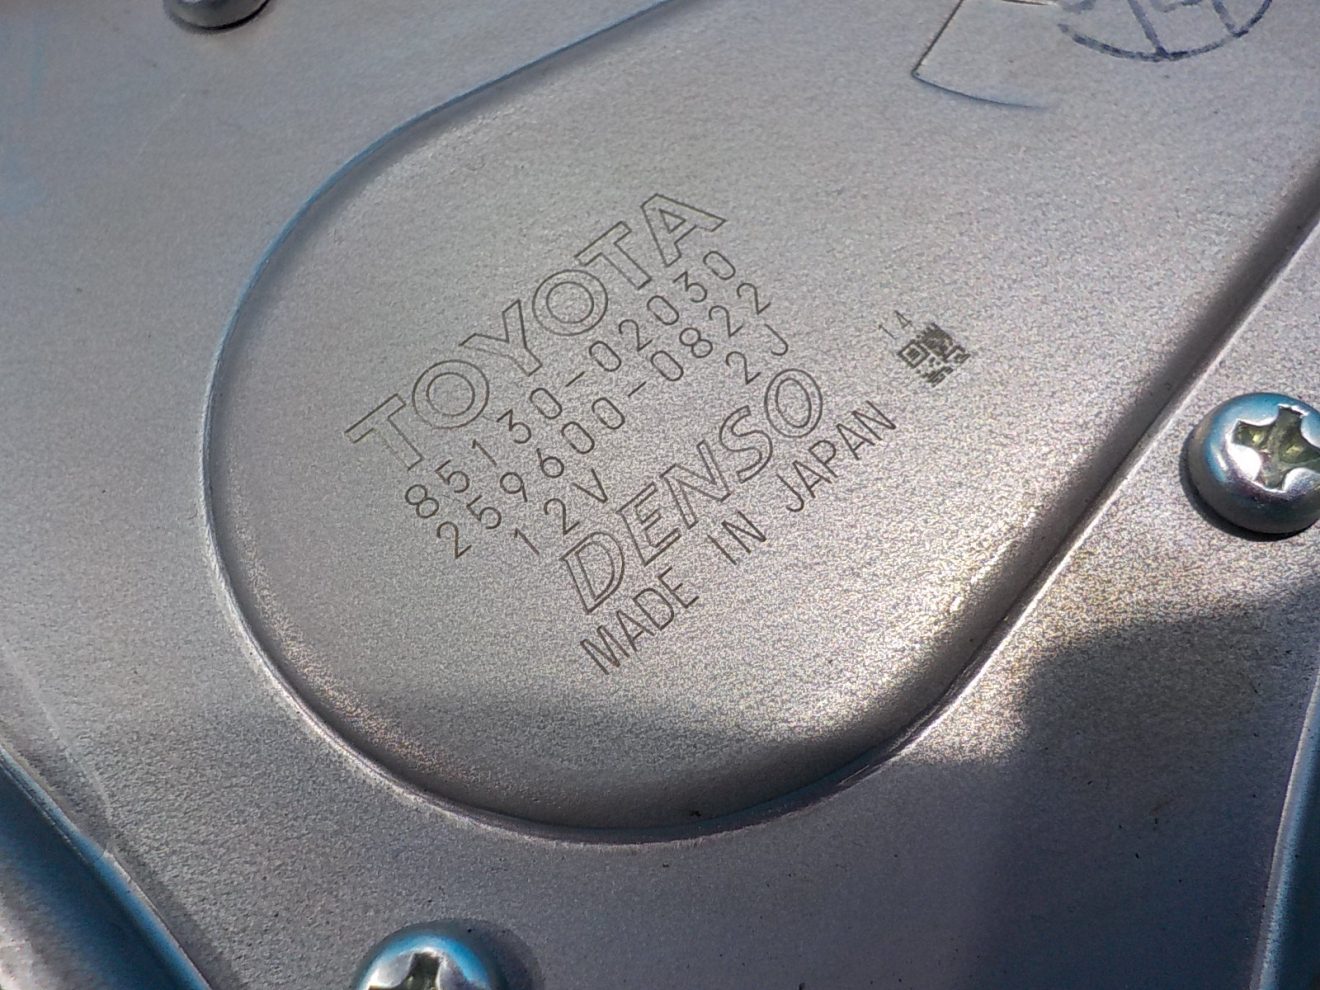 TOYOTA
85130-02030
259600-0822
12V 2J
DENSO
MADE IN JAPAN
14